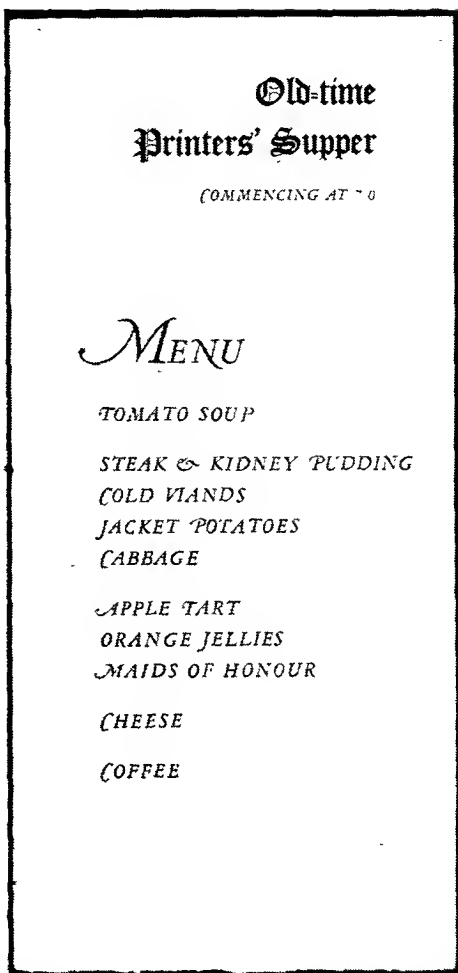 Old-time
Printers' Supper
COMMENCING AT
MENU
TOMATO SOUP
STEAK & KIDNEY PUDDING
COLD VIANDS
JACKET POTATOES
CABBAGE
APPLE TART
ORANGE JELLIES
MAIDS OF HONOUR
CHEESE
COFFEE